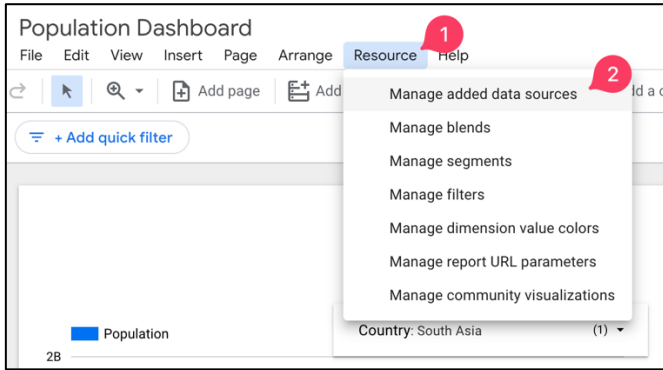 Population Dashboard
1
File Edit View Insert Page Arrange Resource Help
2
Add page Add
Manage added data sources
Manage blends
+ Add quick filter
Manage segments
Manage filters
Manage dimension value colors
Manage report URL parameters
Manage community visualizations
Population
Country: South Asia (1)
2B